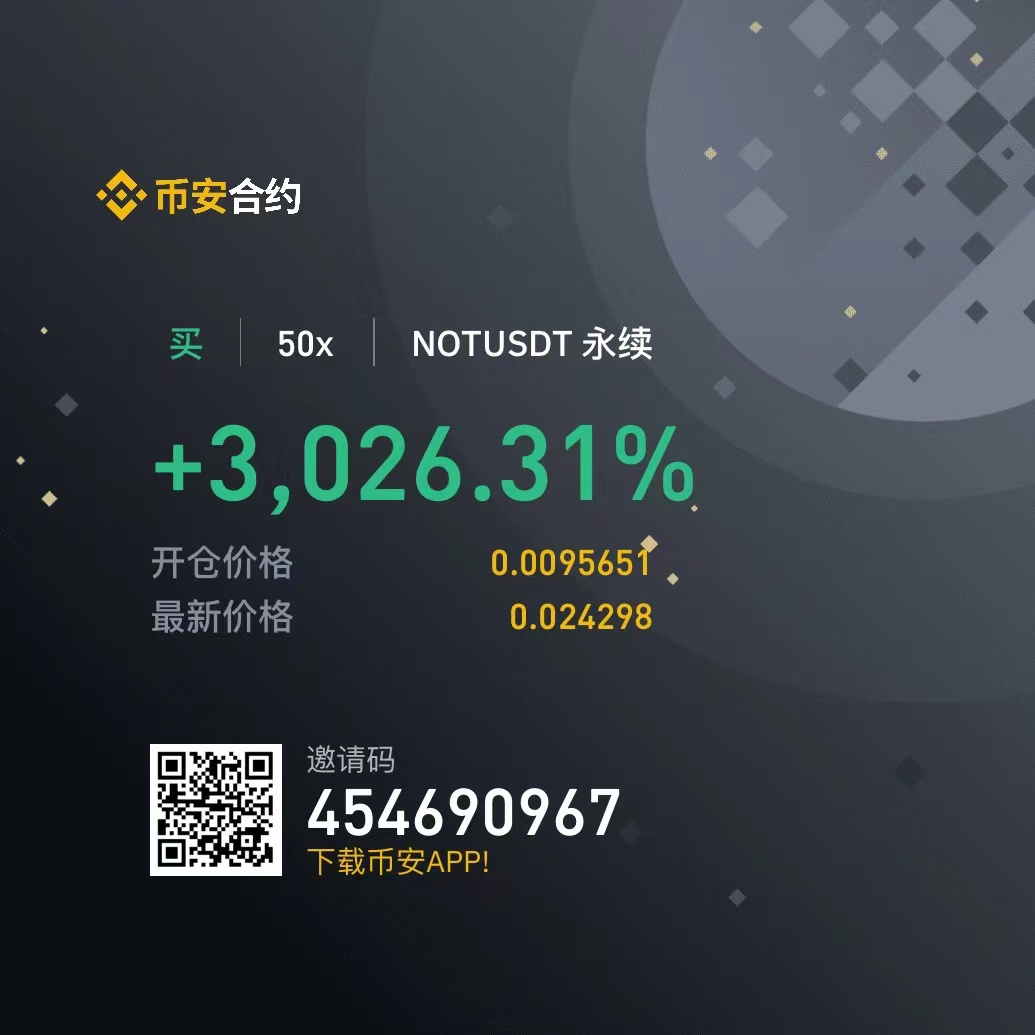 币安合约
买 | 50x | NOTUSDT 永续
+3,026.31%
开仓价格 0.0095651
最新价格 0.024298
邀请码
454690967
下载币安APP!